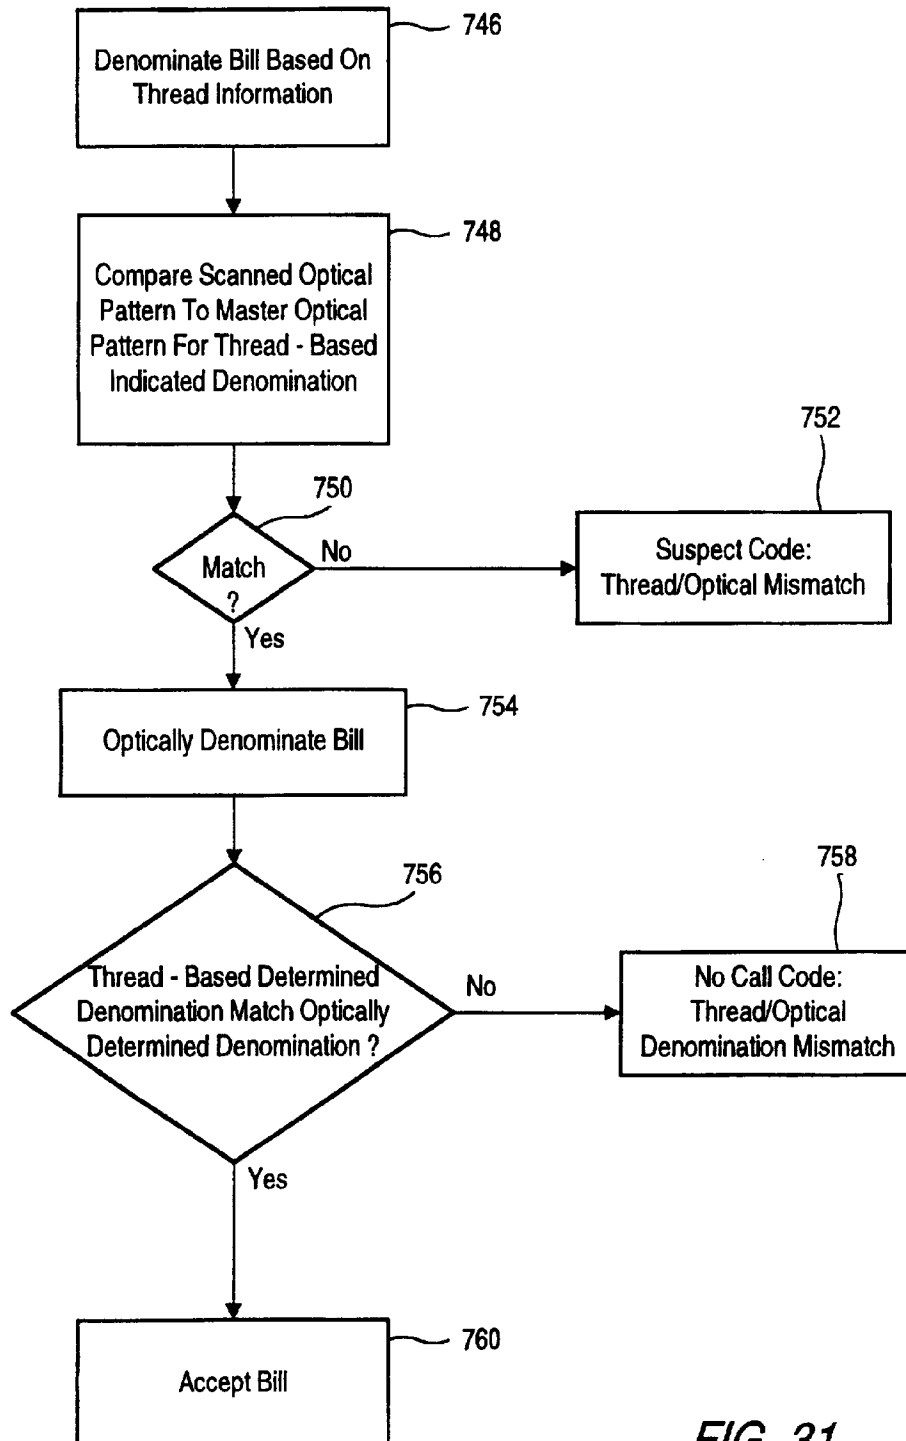 746
Denominate Bill Based On
Thread Information
748
Compare Scanned Optical
Pattern To Master Optical
Pattern For Thread - Based
Indicated Denomination
752
750
Match
?
No
Suspect Code:
Thread/Optical Mismatch
Yes
754
Optically Denominate Bill
756
758
Thread - Based Determined
Denomination Match Optically
Determined Denomination ?
No
No Call Code:
Thread/Optical
Denomination Mismatch
Yes
760
Accept Bill
FIG. 31